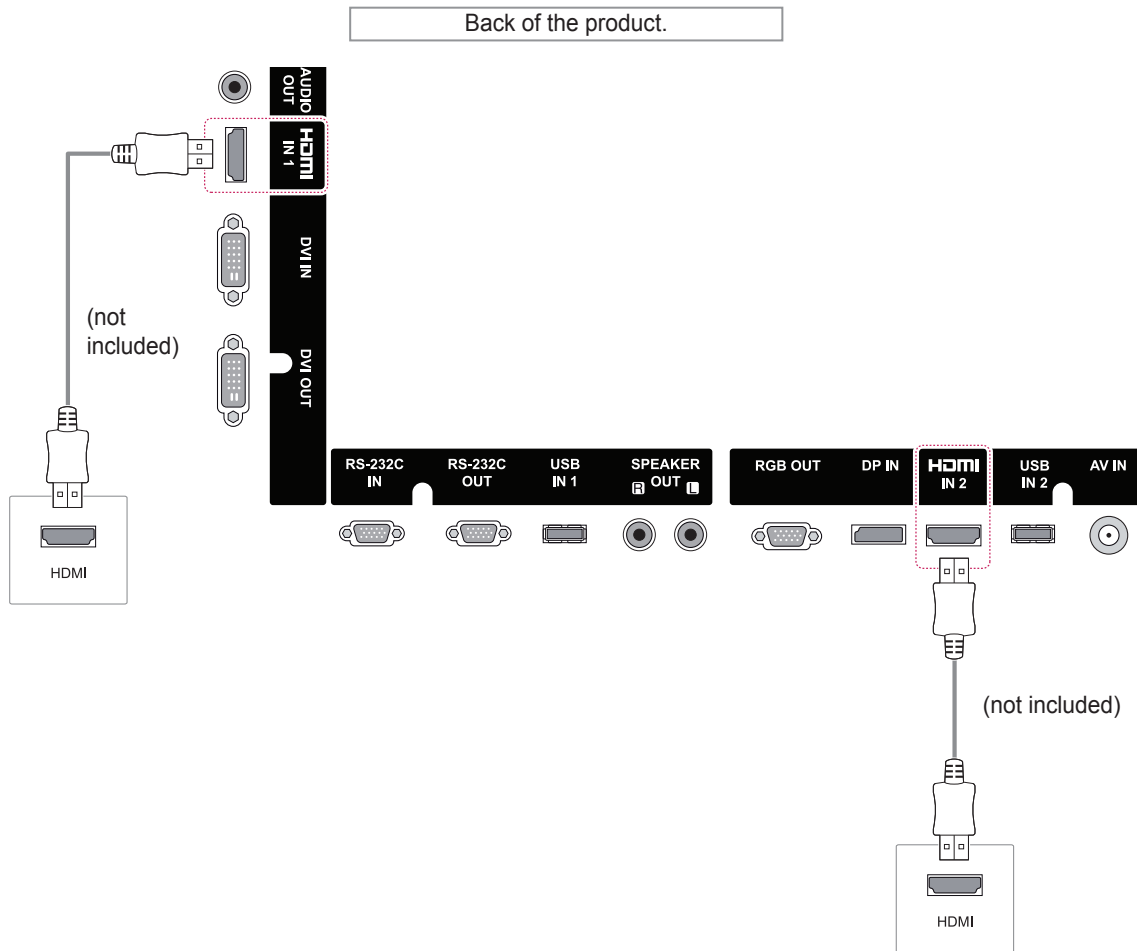 Back of the product.
AUDIO
OUT
HDMI
IN 1
DVI IN
DVI OUT
(not
included)
HDMI
RS-232C
IN
RS-232C
OUT
USB
IN 1
SPEAKER
R OUT L
RGB OUT
DP IN
HDMI
IN 2
USB
IN 2
AV IN
(not included)
HDMI